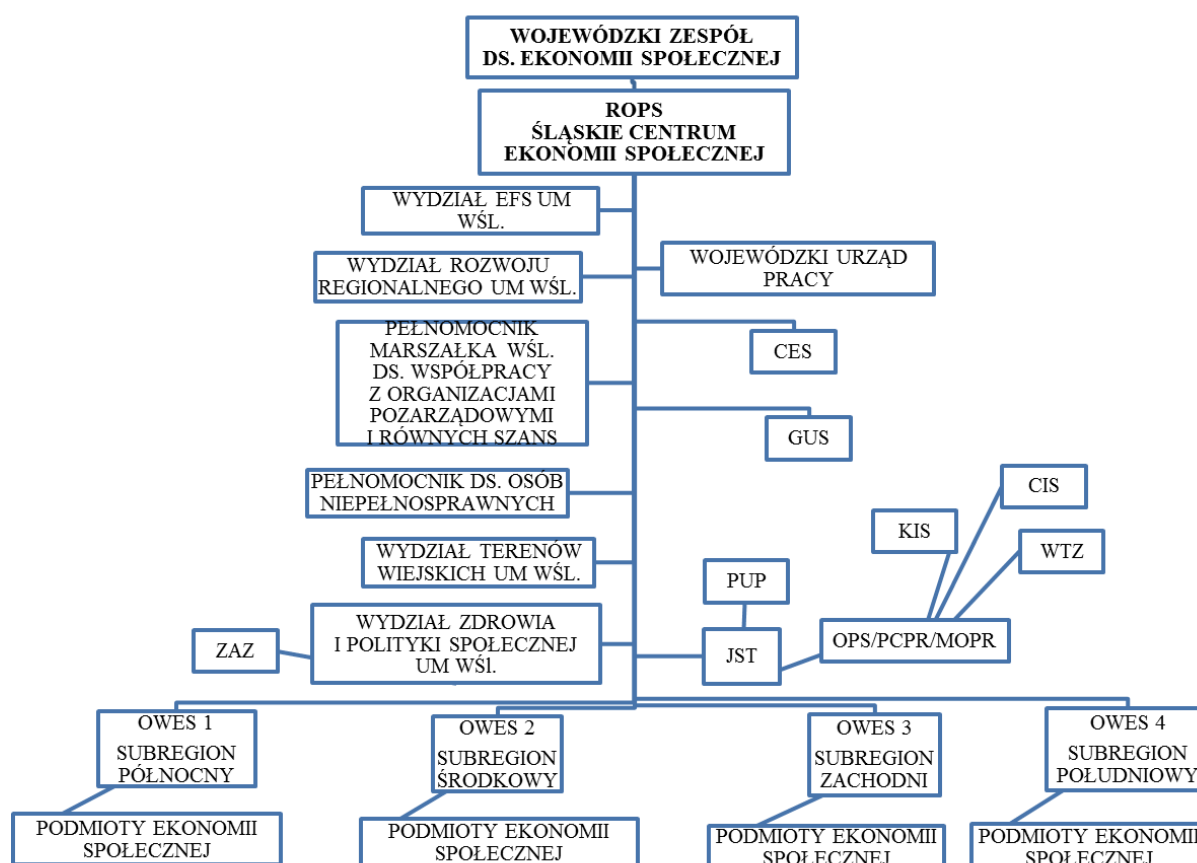 WOJEWÓDZKI ZESPÓŁ
DS. EKONOMII SPOŁECZNEJ
ROPS
ŚLĄSKIE CENTRUM
EKONOMII SPOŁECZNEJ
WYDZIAŁ EFS UM
WŚL.
WYDZIAŁ ROZWOJU
REGIONALNEGO UM WŚL.
WOJEWÓDZKI URZĄD
PRACY
PEŁNOMOCNIK
MARSZAŁKA WŚL.
DS. WSPÓŁPRACY
Z ORGANIZACJAMI
POZARZĄDOWYMI
I RÓWNYCH SZANS
CES
GUS
PEŁNOMOCNIK DS. OSÓB
NIEPEŁNOSPRAWNYCH
CIS
KIS
WTZ
WYDZIAŁ TERENÓW
WIEJSKICH UM WŚL.
PUP
ZAZ
WYDZIAŁ ZDROWIA
I POLITYKI SPOŁECZNEJ
UM WŚl.
JST
OPS/PCPR/MOPR
OWES 1
SUBREGION
PÓŁNOCNY
OWES 2
SUBREGION
ŚRODKOWY
OWES 3
SUBREGION
ZACHODNI
OWES 4
SUBREGION
POŁUDNIOWY
PODMIOTY EKONOMII
SPOŁECZNEJ
PODMIOTY EKONOMII
SPOŁECZNEJ
PODMIOTY EKONOMII
SPOŁECZNEJ
PODMIOTY EKONOMII
SPOŁECZNEJ